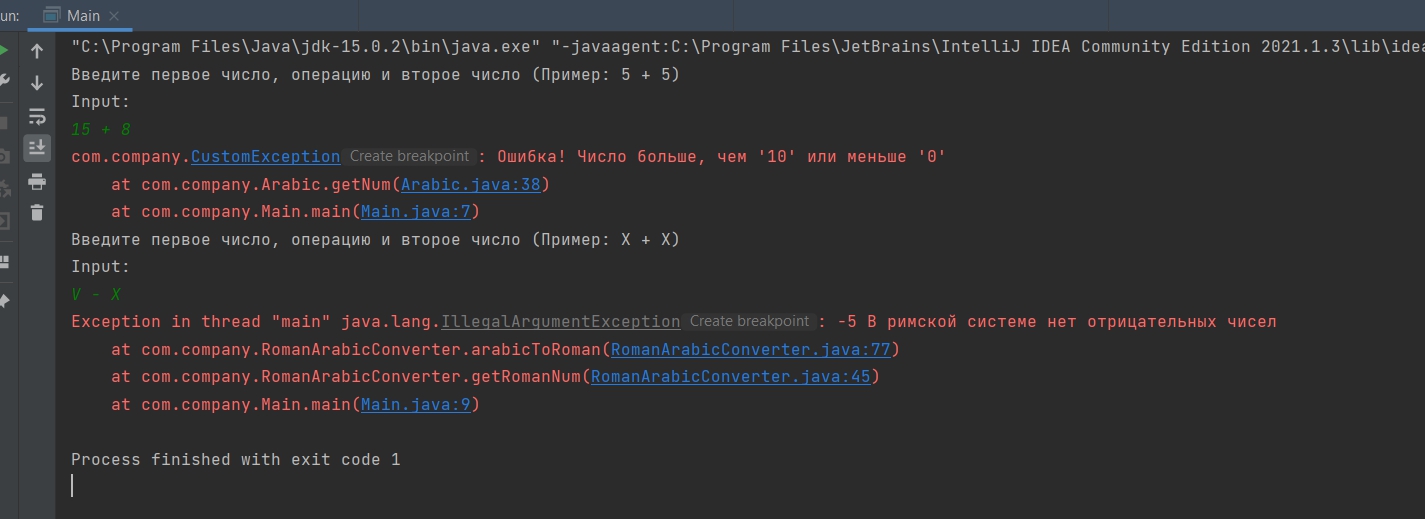 un: Main
"C:\Program Files\Java\jdk-15.0.2\bin\java.exe" "-javaagent:C:\Program Files\JetBrains\IntelliJ IDEA Community Edition 2021.1.3\lib\idea
Введите первое число, операцию и второе число (Пример: 5 + 5)
Input:
15 + 8
com.company.CustomException Create breakpoint : Ошибка! Число больше, чем '10' или меньше '0'
at com.company.Arabic.getNum(Arabic.java:38)
at com.company.Main.main(Main.java:7)
Введите первое число, операцию и второе число (Пример: X + X)
Input:
V - X
Exception in thread "main" java.lang.IllegalArgumentException Create breakpoint : -5 В римской системе нет отрицательных чисел
at com.company.RomanArabicConverter.arabicToRoman(RomanArabicConverter.java:77)
at com.company.RomanArabicConverter.getRomanNum(RomanArabicConverter.java:45)
at com.company.Main.main(Main.java:9)
Process finished with exit code 1